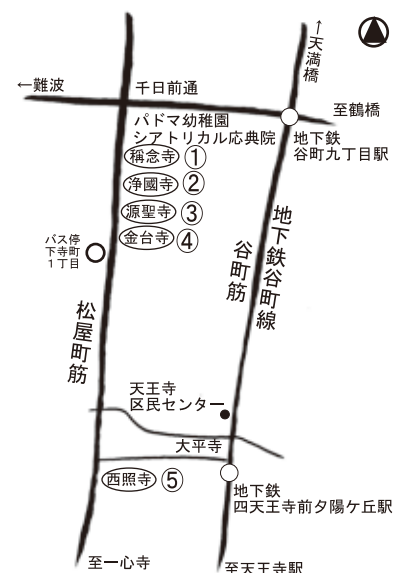 ↑天満橋
←難波
千日前通
至鶴橋
パドマ幼稚園
シアトリカル応典院
地下鉄
谷町九丁目駅
稱念寺 ①
浄國寺 ②
源聖寺 ③
金台寺 ④
バス停
下寺町
1丁目
地下鉄谷町線
谷町筋
松屋町筋
天王寺
区民センター
大平寺
西照寺 ⑤
地下鉄
四天王寺前夕陽ケ丘駅
至一心寺
至天王寺駅